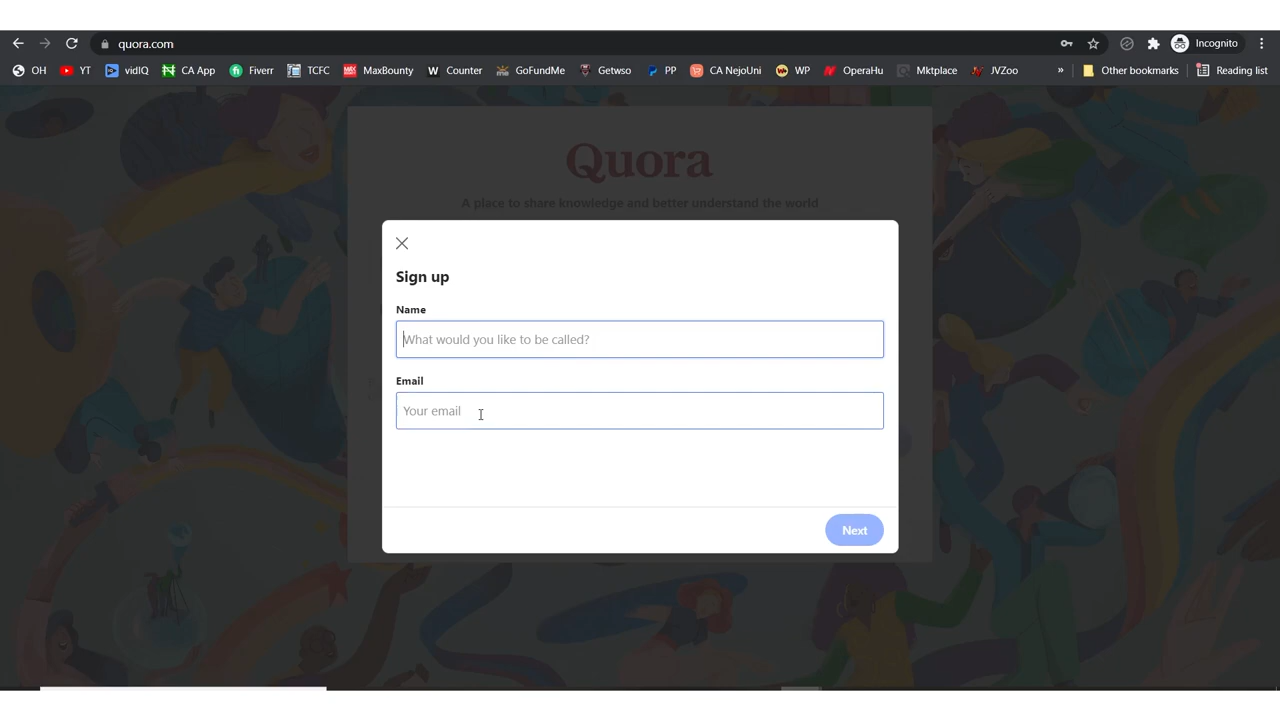 quora.com
Incognito
OH YT vidIQ CA App Fiverr TCFC MaxBounty Counter GoFundMe Getwso PP CA NejoUni WP OperaHu Mktplace JVZoo » Other bookmarks Reading list
Quora
A place to share knowledge and better understand the world
Sign up
Name
What would you like to be called?
Email
Your email
Next